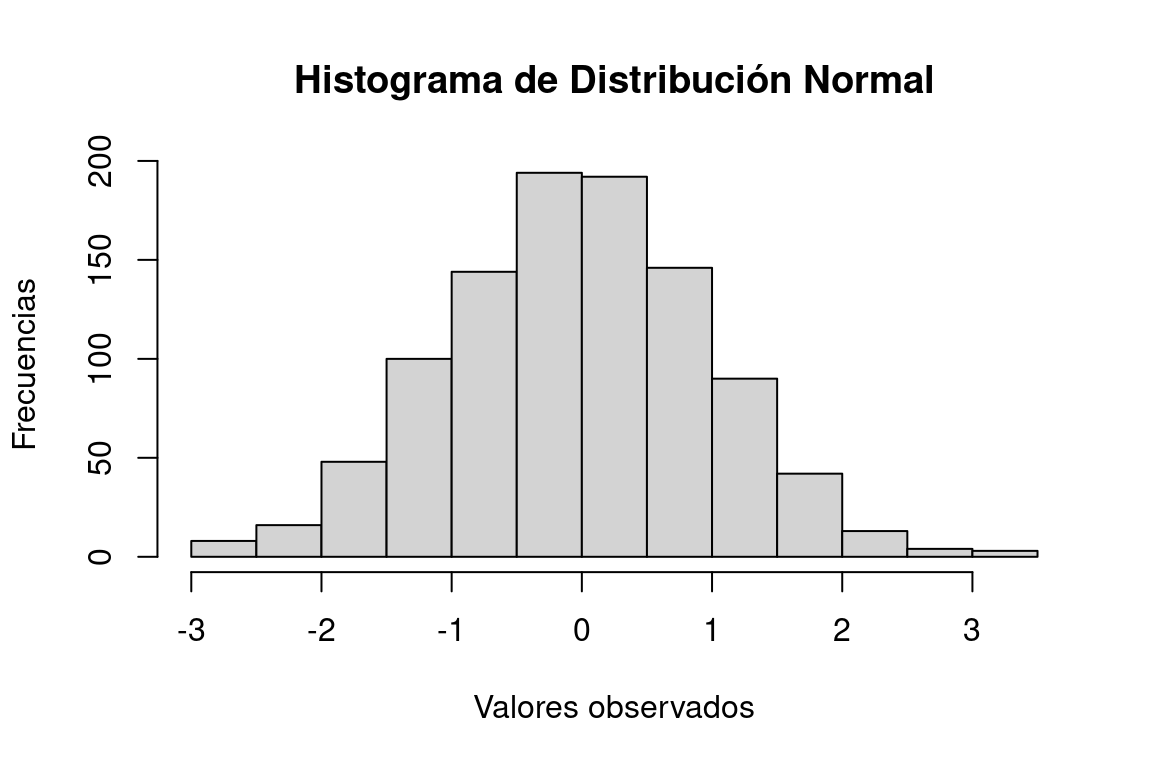 Histograma de Distribución Normal
Frecuencias
200
150
100
50
0
-3 -2 -1 0 1 2 3
Valores observados